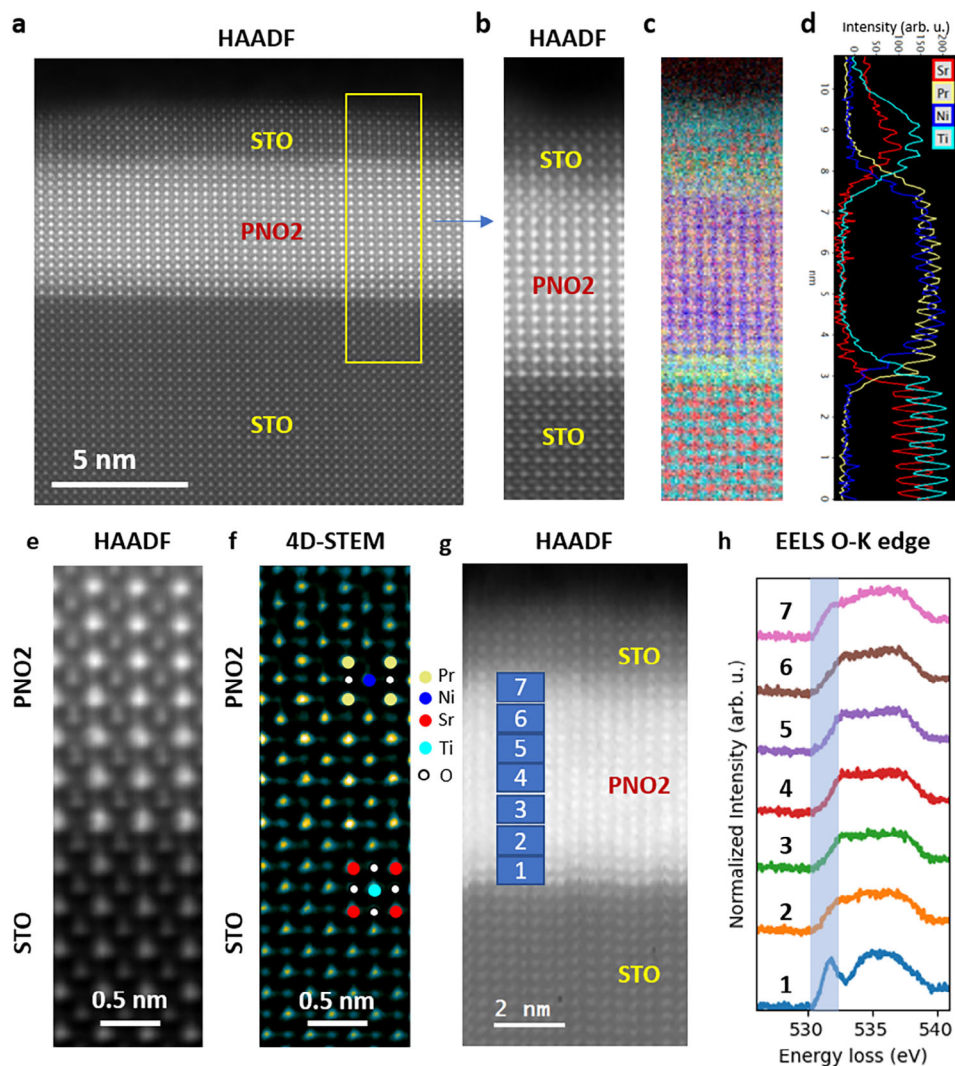 a
HAADF
STO
PNO2
STO
5 nm
b
HAADF
STO
PNO2
STO
c
d
Intensity (arb. u.)
0 50 100 150 200
Sr
Pr
Ni
Ti
10
9
8
7
6
nm
5
4
3
2
1
0
e
HAADF
PNO2
STO
0.5 nm
f
4D-STEM
PNO2
STO
0.5 nm
Pr
Ni
Sr
Ti
O
g
HAADF
STO
7
6
5
4
3
2
1
PNO2
STO
2 nm
h
EELS O-K edge
Normalized Intensity (arb. u.)
7
6
5
4
3
2
1
530 535 540
Energy loss (eV)